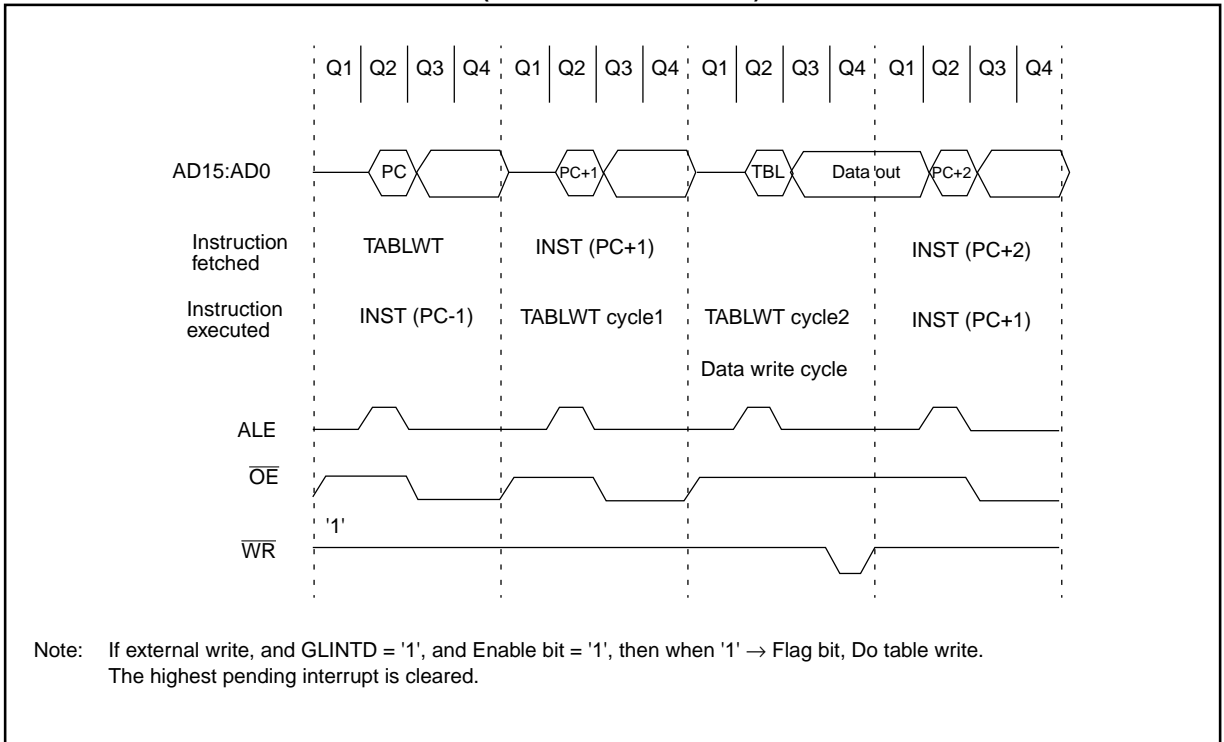 Q1 Q2 Q3 Q4 Q1 Q2 Q3 Q4 Q1 Q2 Q3 Q4 Q1 Q2 Q3 Q4
AD15:AD0 PC PC+1 TBL Data out PC+2
Instruction fetched TABLWT INST (PC+1) INST (PC+2)
Instruction executed INST (PC-1) TABLWT cycle1 TABLWT cycle2 INST (PC+1)
Data write cycle
ALE
OE
'1'
WR
Note: If external write, and GLINTD = '1', and Enable bit = '1', then when '1' → Flag bit, Do table write.
The highest pending interrupt is cleared.